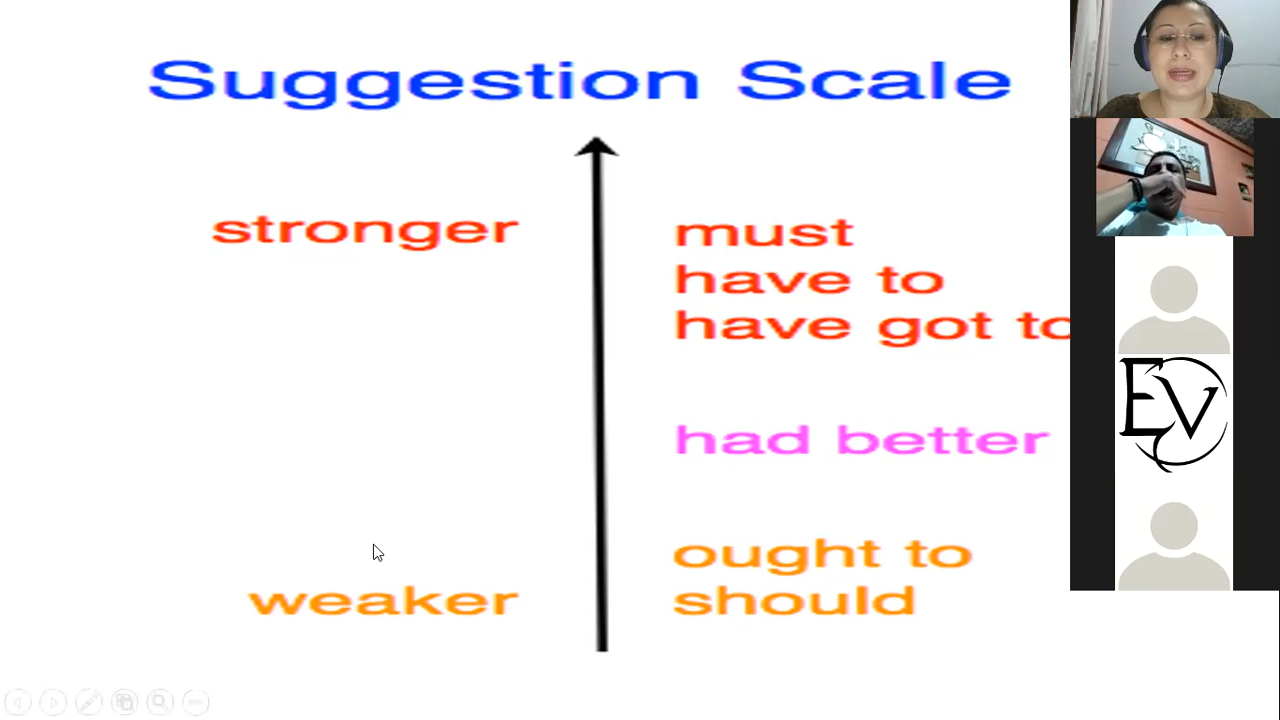 Suggestion Scale
stronger
must
have to
have got to
had better
ought to
weaker
should
EV